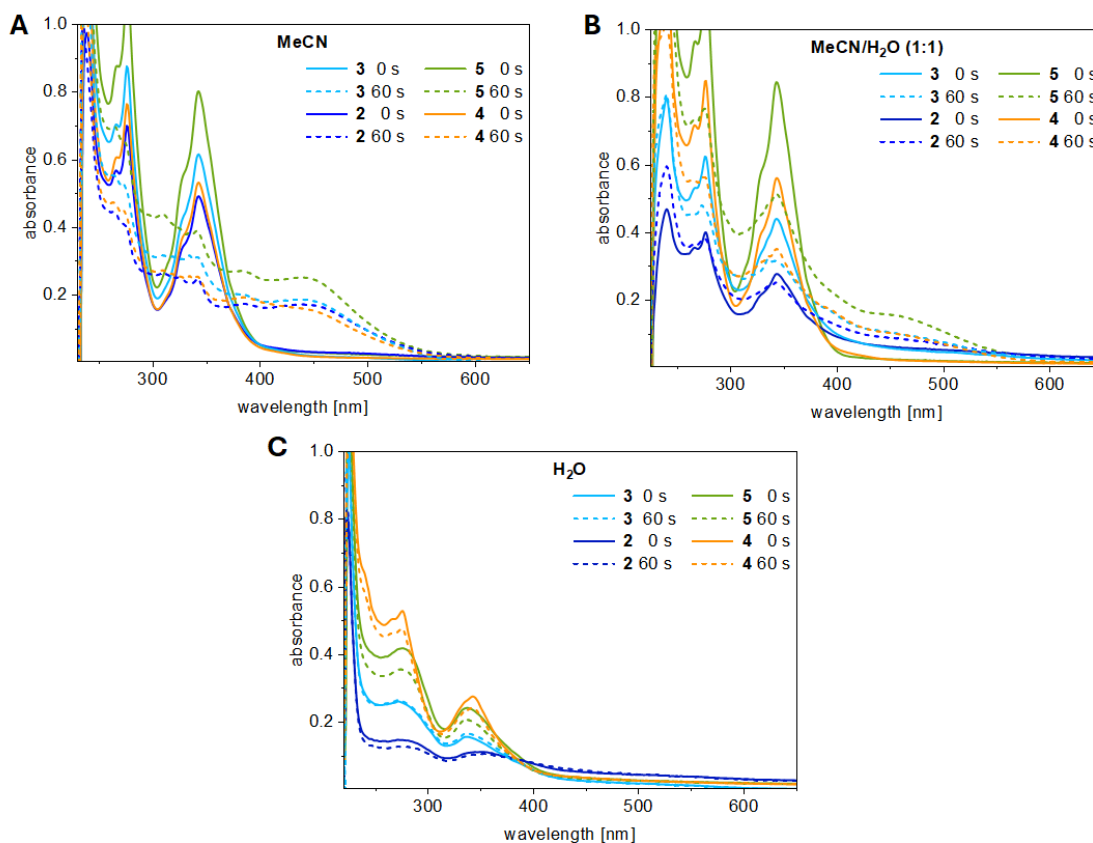 A
MeCN
3 0 s 5 0 s
3 60 s 5 60 s
2 0 s 4 0 s
2 60 s 4 60 s
1.0
0.8
0.6
0.4
0.2
absorbance
300 400 500 600
wavelength [nm]
B
MeCN/H₂O (1:1)
3 0 s 5 0 s
3 60 s 5 60 s
2 0 s 4 0 s
2 60 s 4 60 s
1.0
0.8
0.6
0.4
0.2
absorbance
300 400 500 600
wavelength [nm]
C
H₂O
3 0 s 5 0 s
3 60 s 5 60 s
2 0 s 4 0 s
2 60 s 4 60 s
1.0
0.8
0.6
0.4
0.2
absorbance
300 400 500 600
wavelength [nm]